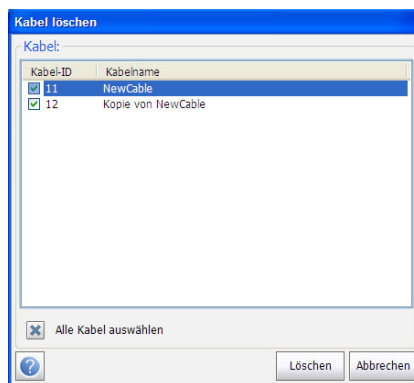 Kabel löschen
Kabel:
Kabel-ID Kabelname
11 NewCable
12 Kopie von NewCable
Alle Kabel auswählen
? Löschen Abbrechen